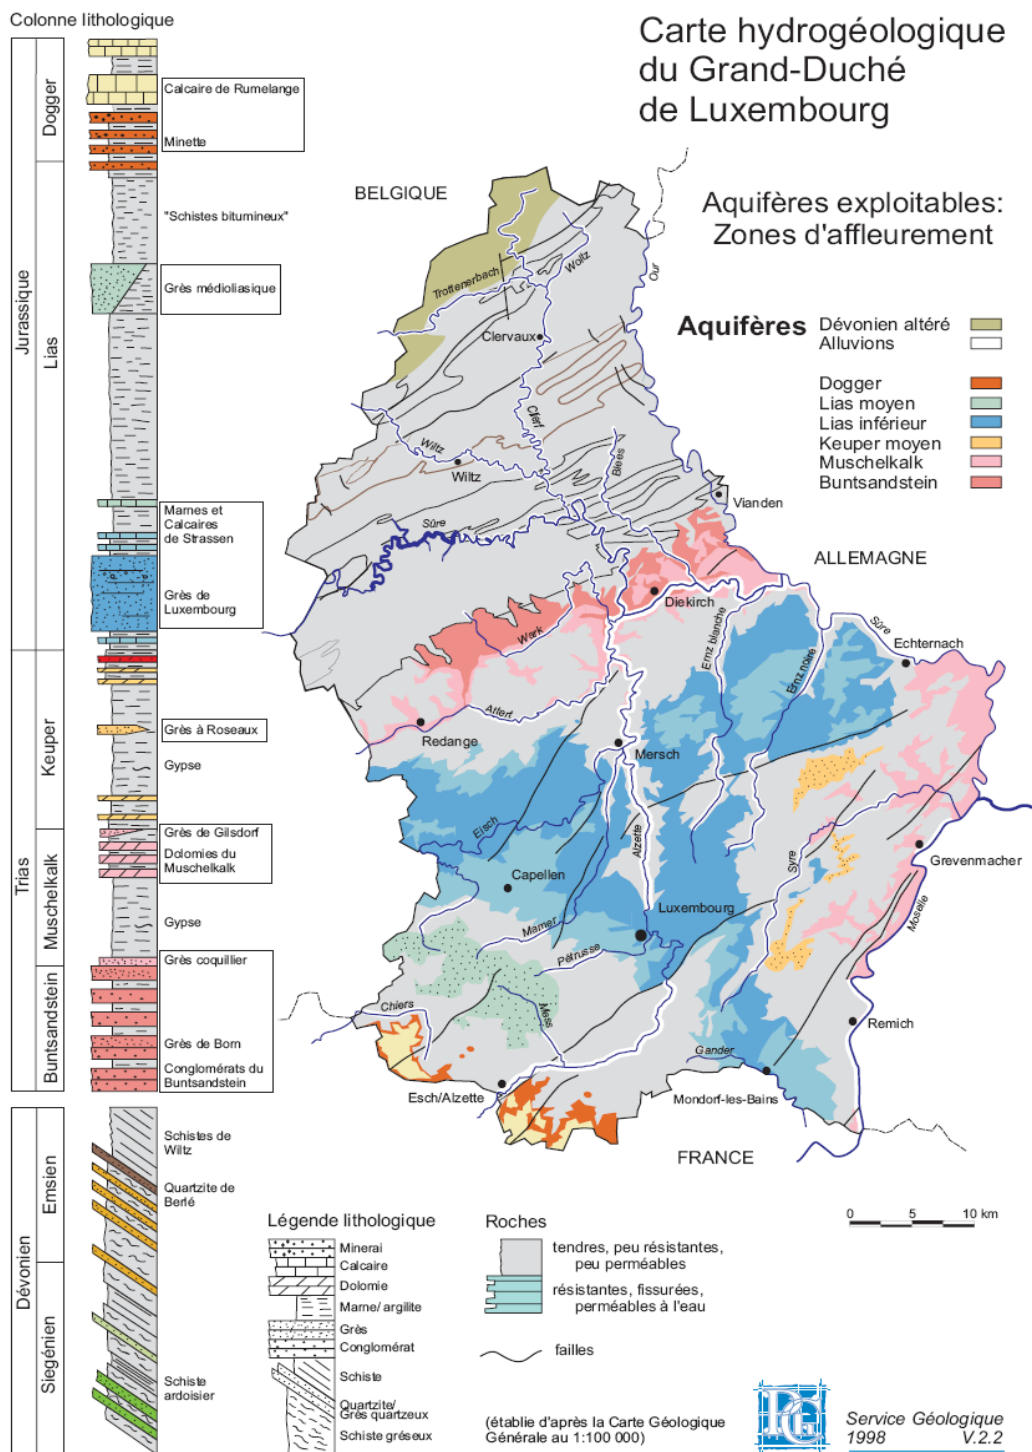 Colonne lithologique
Carte hydrogéologique
du Grand-Duché
de Luxembourg
Aquifères exploitables:
Zones d'affleurement
Aquifères
Dévonien altéré
Alluvions
Dogger
Lias moyen
Lias inférieur
Keuper moyen
Muschelkalk
Buntsandstein
Jurassique
Dogger
Lias
Trias
Keuper
Muschelkalk
Buntsandstein
Dévonien
Emsien
Siegénien
Calcaire de Rumelange
Minette
"Schistes bitumineux"
Grès médioliasique
Marnes et
Calcaires
de Strassen
Grès de
Luxembourg
Grès à Roseaux
Gypse
Grès de Gilsdorf
Dolomies du
Muschelkalk
Gypse
Grès coquillier
Grès de Born
Conglomérats du
Buntsandstein
Schistes de
Wiltz
Quartzite de
Berlé
Schiste
ardoisier
BELGIQUE
Trottenerbach
Woltz
Our
Clervaux
Clerf
Wiltz
Wiltz
Blees
Vianden
Sûre
ALLEMAGNE
Diekirch
Wark
Ernz blanche
Ernz noire
Sûre
Echternach
Attert
Redange
Mersch
Eisch
Alzette
Syre
Grevenmacher
Capellen
Luxembourg
Moselle
Mamer
Pétrusse
Chiers
Mess
Remich
Gander
Esch/Alzette
Mondorf-les-Bains
FRANCE
0 5 10 km
Légende lithologique
Minerai
Calcaire
Dolomie
Marne/ argilite
Grès
Conglomérat
Schiste
Quartzite/
Grès quartzeux
Schiste gréseux
Roches
tendres, peu résistantes,
peu perméables
résistantes, fissurées,
perméables à l'eau
failles
(établie d'après la Carte Géologique
Générale au 1:100 000)
Service Géologique
1998 V.2.2